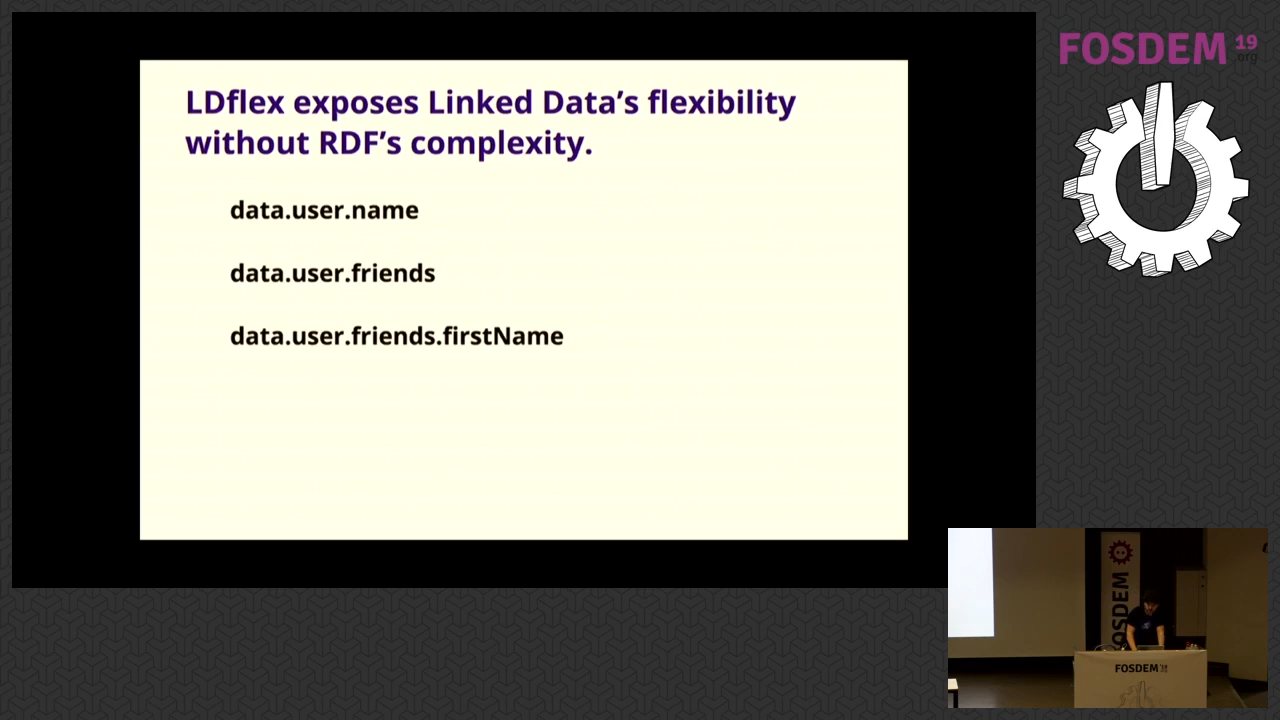 LDflex exposes Linked Data’s flexibility
without RDF’s complexity.
data.user.name
data.user.friends
data.user.friends.firstName
FOSDEM 19
.org
FOSDEM
FOSDEM